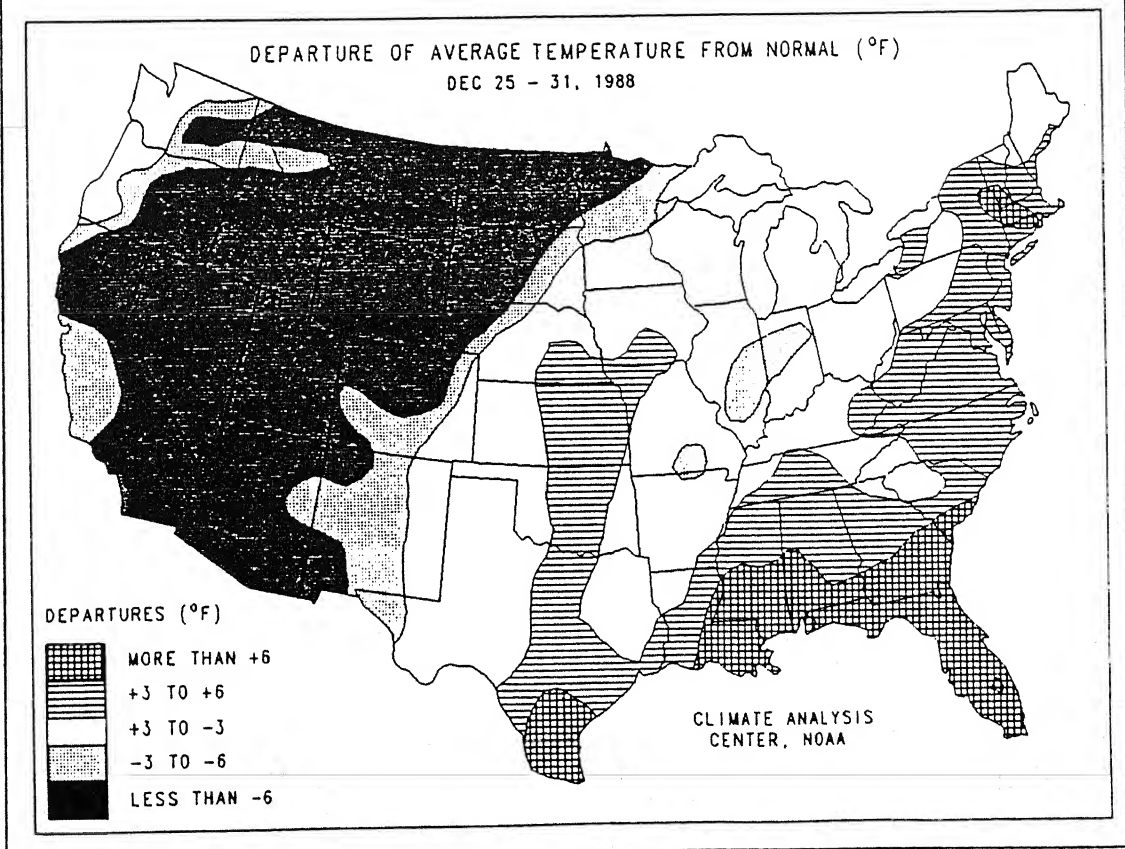 DEPARTURE OF AVERAGE TEMPERATURE FROM NORMAL (°F)
DEC 25 - 31, 1988
DEPARTURES (°F)
MORE THAN +6
+3 TO +6
+3 TO -3
-3 TO -6
LESS THAN -6
CLIMATE ANALYSIS
CENTER, NOAA